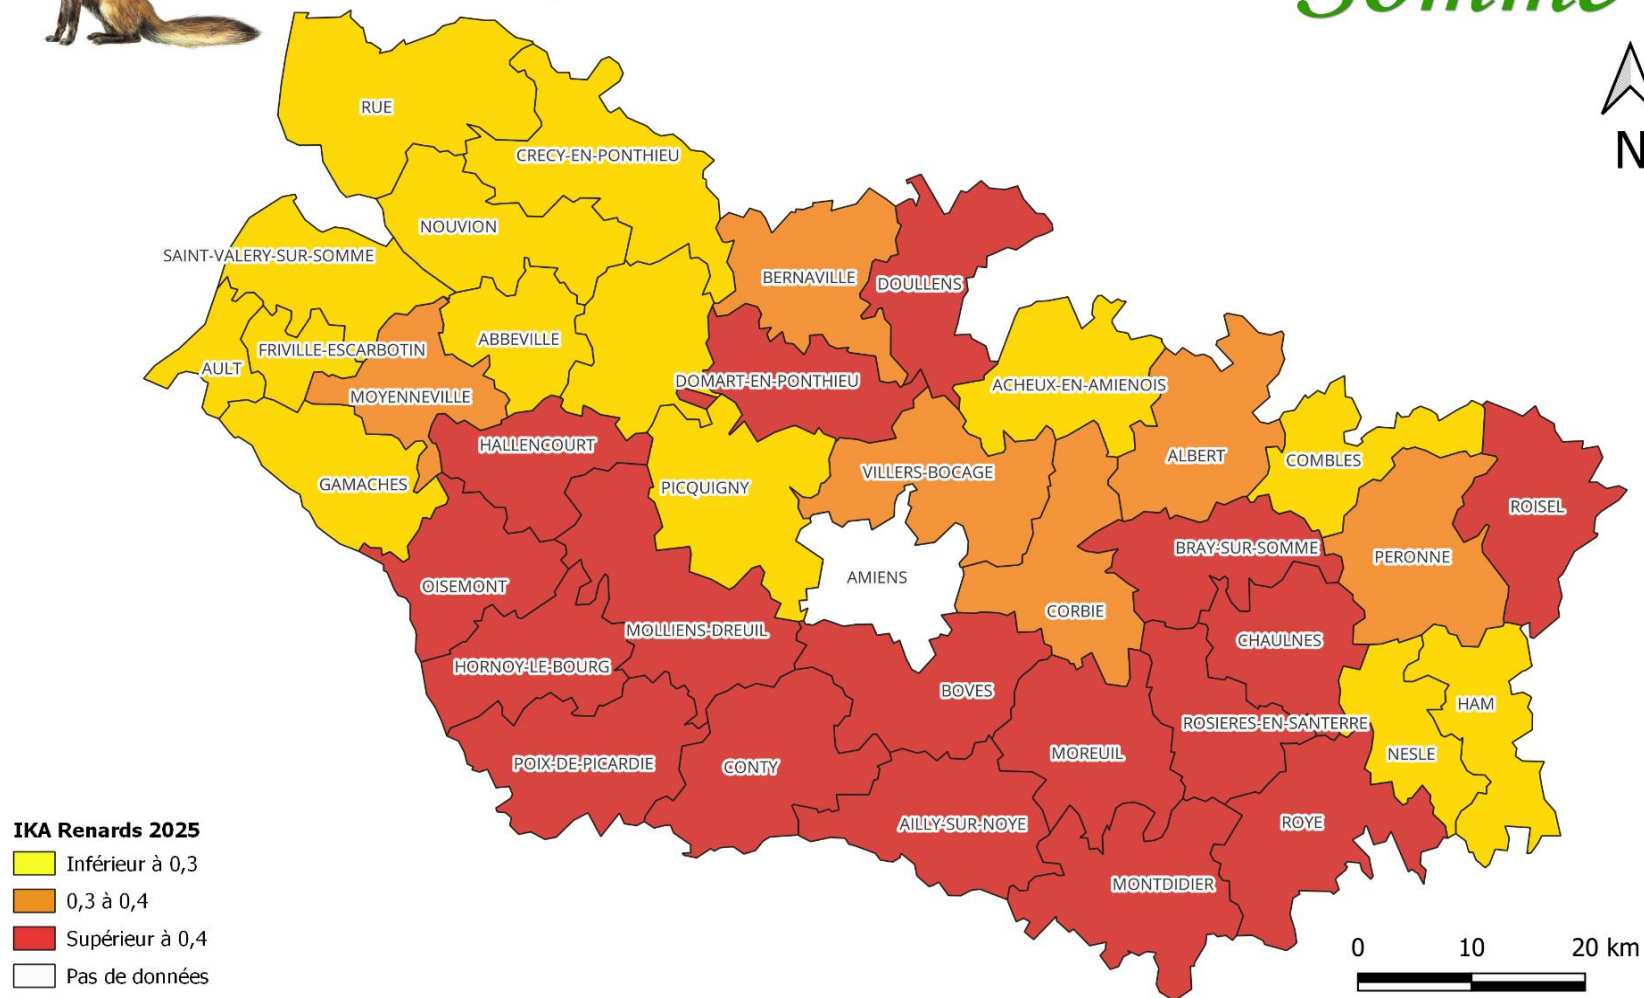 Somme
N
RUE
CRECY-EN-PONTHIEU
NOUVION
SAINT-VALERY-SUR-SOMME
BERNAVILLE
DOULLENS
ABBEVILLE
FRIVILLE-ESCARBOTIN
AULT
DOMART-EN-PONTHIEU
ACHEUX-EN-AMIENOIS
MOYENNEVILLE
HALLENCOURT
ALBERT
COMBLES
VILLERS-BOCAGE
GAMACHES
PICQUIGNY
ROISEL
BRAY-SUR-SOMME
PERONNE
AMIENS
OISEMONT
CORBIE
MOLLIENS-DREUIL
CHAULNES
HORNOY-LE-BOURG
BOVES
HAM
ROSIERES-EN-SANTERRE
MOREUIL
NESLE
POIX-DE-PICARDIE
CONTY
AILLY-SUR-NOYE
ROYE
MONTDIDIER
IKA Renards 2025
Inférieur à 0,3
0,3 à 0,4
Supérieur à 0,4
Pas de données
0 10 20 km